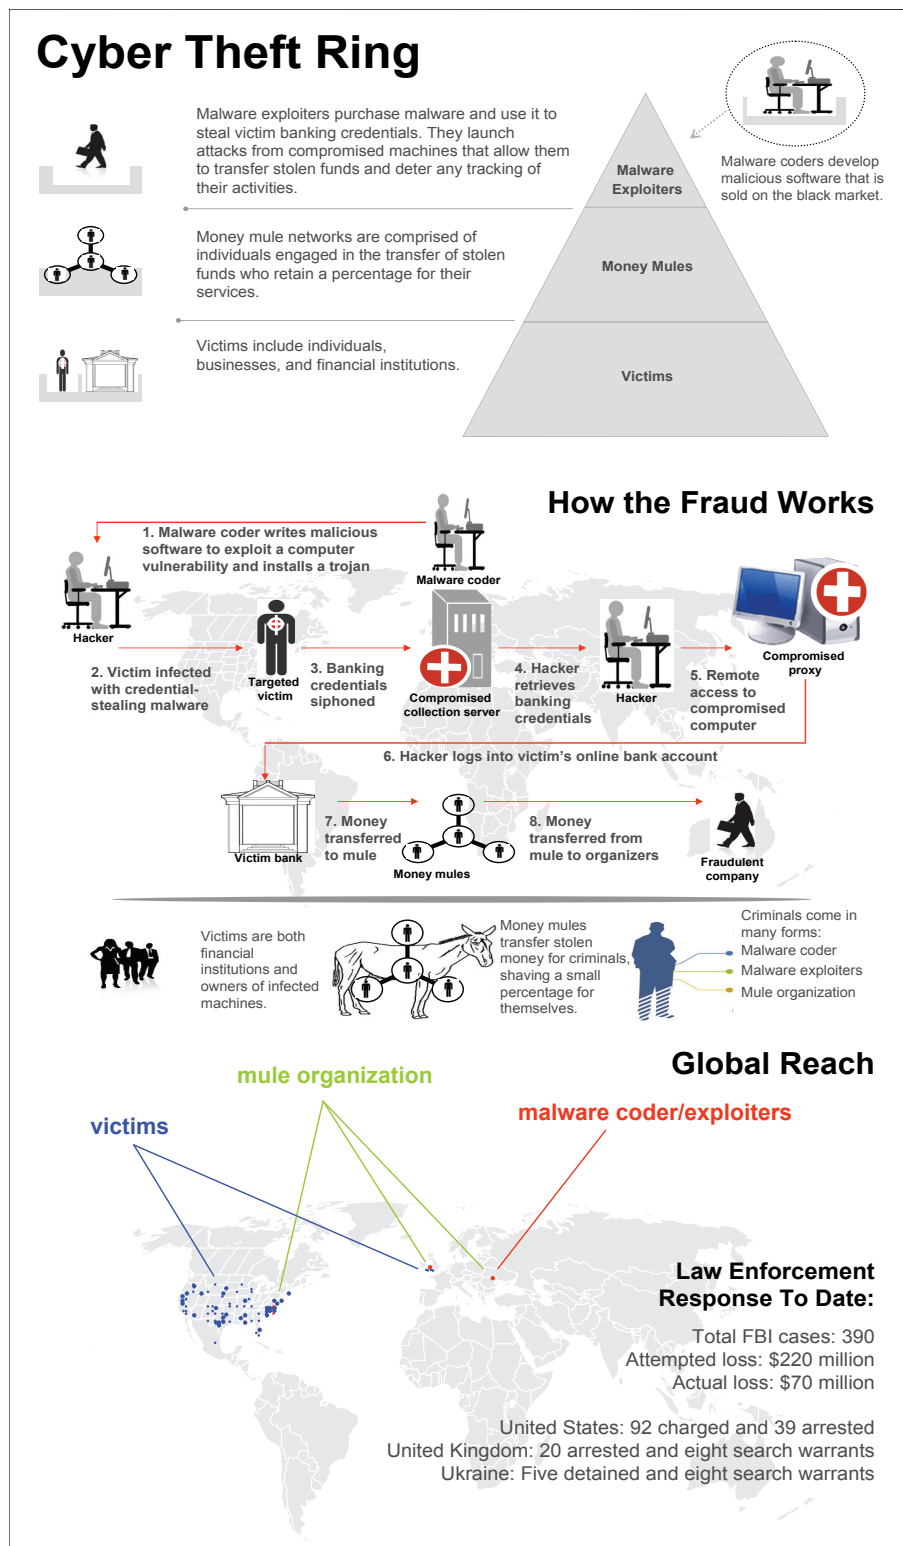 Cyber Theft Ring
Malware exploiters purchase malware and use it to
steal victim banking credentials. They launch
attacks from compromised machines that allow them
to transfer stolen funds and deter any tracking of
their activities.
Malware
Exploiters
Malware coders develop
malicious software that is
sold on the black market.
Money mule networks are comprised of
individuals engaged in the transfer of stolen
funds who retain a percentage for their
services.
Money Mules
Victims include individuals,
businesses, and financial institutions.
Victims
How the Fraud Works
1. Malware coder writes malicious
software to exploit a computer
vulnerability and installs a trojan
Malware coder
Hacker
2. Victim infected
with credential-
stealing malware
Targeted
victim
3. Banking
credentials
siphoned
Compromised
collection server
4. Hacker
retrieves
banking
credentials
Hacker
5. Remote
access to
compromised
computer
Compromised
proxy
6. Hacker logs into victim's online bank account
Victim bank
7. Money
transferred
to mule
Money mules
8. Money
transferred from
mule to organizers
Fraudulent
company
Victims are both
financial
institutions and
owners of infected
machines.
Money mules
transfer stolen
money for criminals,
shaving a small
percentage for
themselves.
Criminals come in
many forms:
Malware coder
Malware exploiters
Mule organization
Global Reach
mule organization
malware coder/exploiters
victims
Law Enforcement
Response To Date:
Total FBI cases: 390
Attempted loss: $220 million
Actual loss: $70 million
United States: 92 charged and 39 arrested
United Kingdom: 20 arrested and eight search warrants
Ukraine: Five detained and eight search warrants